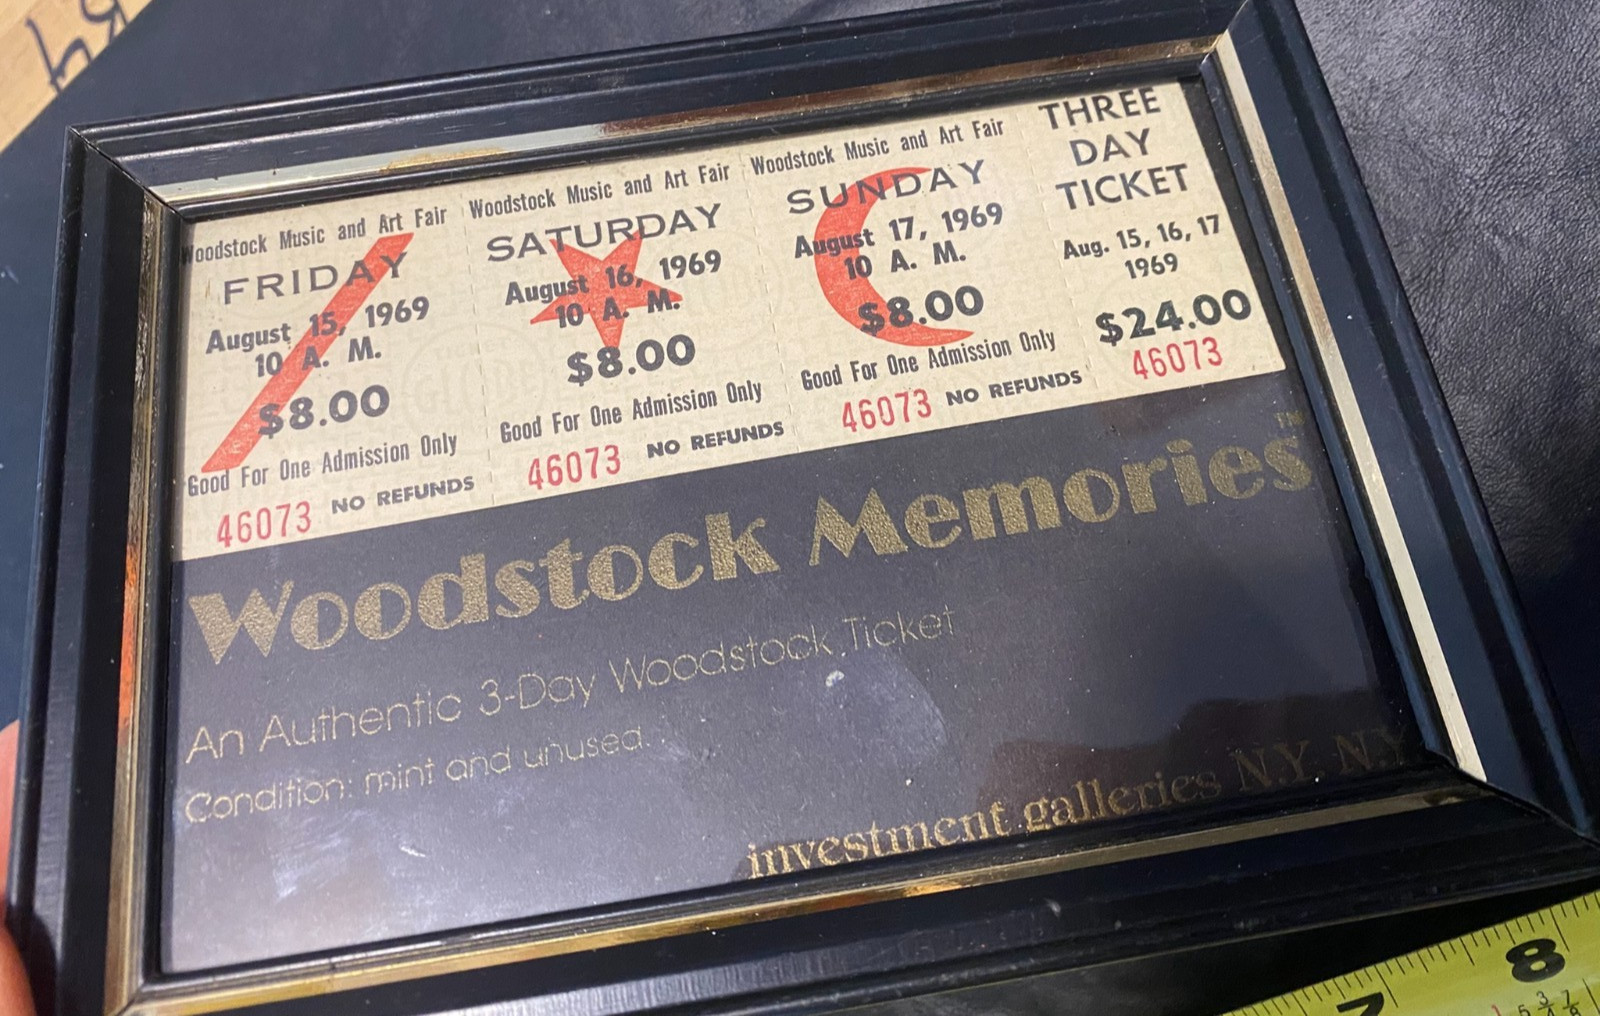 Woodstock Music and Art Fair
FRIDAY
August 15, 1969
10 A. M.
$8.00
Good For One Admission Only
46073 NO REFUNDS
Woodstock Music and Art Fair
SATURDAY
August 16, 1969
10 A. M.
$8.00
Good For One Admission Only
46073 NO REFUNDS
Woodstock Music and Art Fair
SUNDAY
August 17, 1969
10 A. M.
$8.00
Good For One Admission Only
46073 NO REFUNDS
THREE
DAY
TICKET
Aug. 15, 16, 17
1969
$24.00
46073
Woodstock Memories™
An Authentic 3-Day Woodstock Ticket
Condition: mint and unused.
investment galleries N.Y. N.Y.
7 8